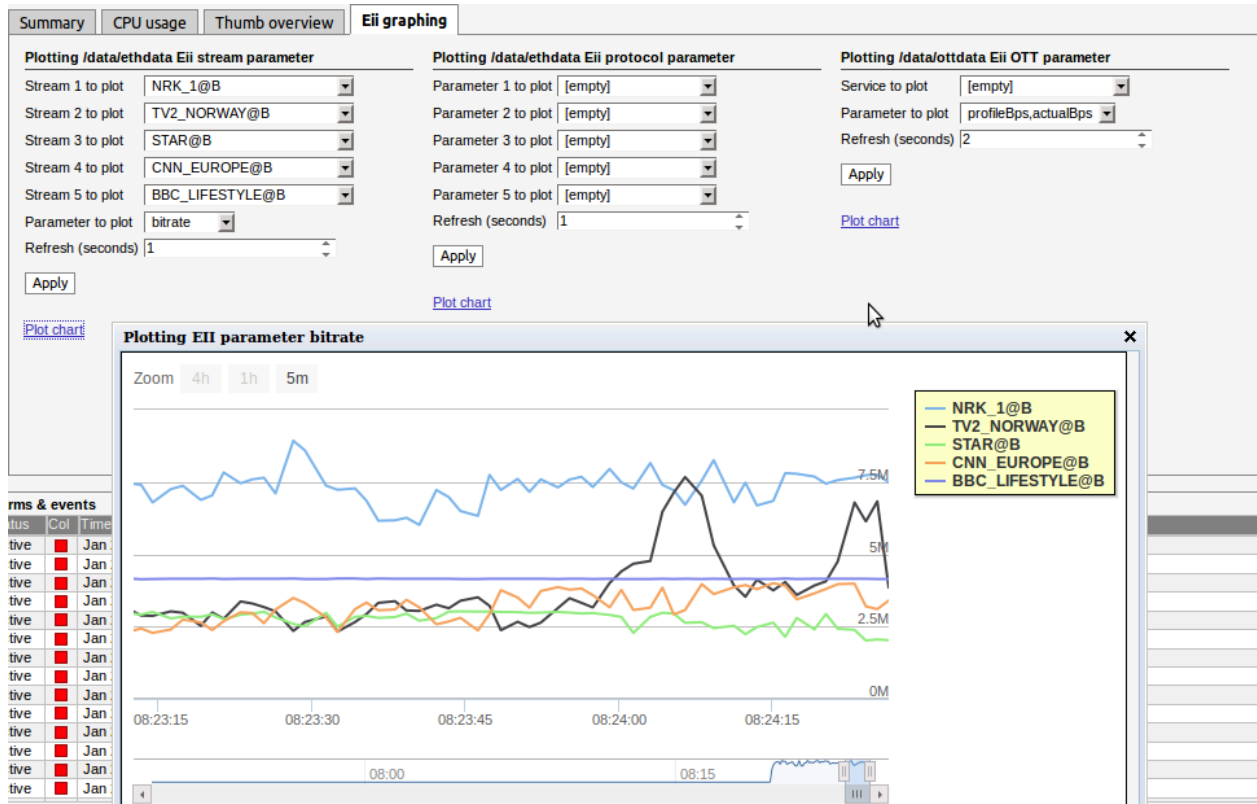 Summary CPU usage Thumb overview Eii graphing
Plotting /data/ethdata Eii stream parameter
Stream 1 to plot NRK_1@B
Stream 2 to plot TV2_NORWAY@B
Stream 3 to plot STAR@B
Stream 4 to plot CNN_EUROPE@B
Stream 5 to plot BBC_LIFESTYLE@B
Parameter to plot bitrate
Refresh (seconds) 1
Apply
Plot chart
Plotting /data/ethdata Eii protocol parameter
Parameter 1 to plot [empty]
Parameter 2 to plot [empty]
Parameter 3 to plot [empty]
Parameter 4 to plot [empty]
Parameter 5 to plot [empty]
Refresh (seconds) 1
Apply
Plot chart
Plotting /data/ottdata Eii OTT parameter
Service to plot [empty]
Parameter to plot profileBps,actualBps
Refresh (seconds) 2
Apply
Plot chart
rms & events
atus Col Time
tive Jan
tive Jan
tive Jan
tive Jan
tive Jan
tive Jan
tive Jan
tive Jan
tive Jan
tive Jan
tive Jan
tive Jan
tive Jan
tive Jan
Plotting EII parameter bitrate
Zoom 4h 1h 5m
NRK_1@B
TV2_NORWAY@B
STAR@B
CNN_EUROPE@B
BBC_LIFESTYLE@B
7.5M
5M
2.5M
0M
08:23:15 08:23:30 08:23:45 08:24:00 08:24:15
08:00 08:15